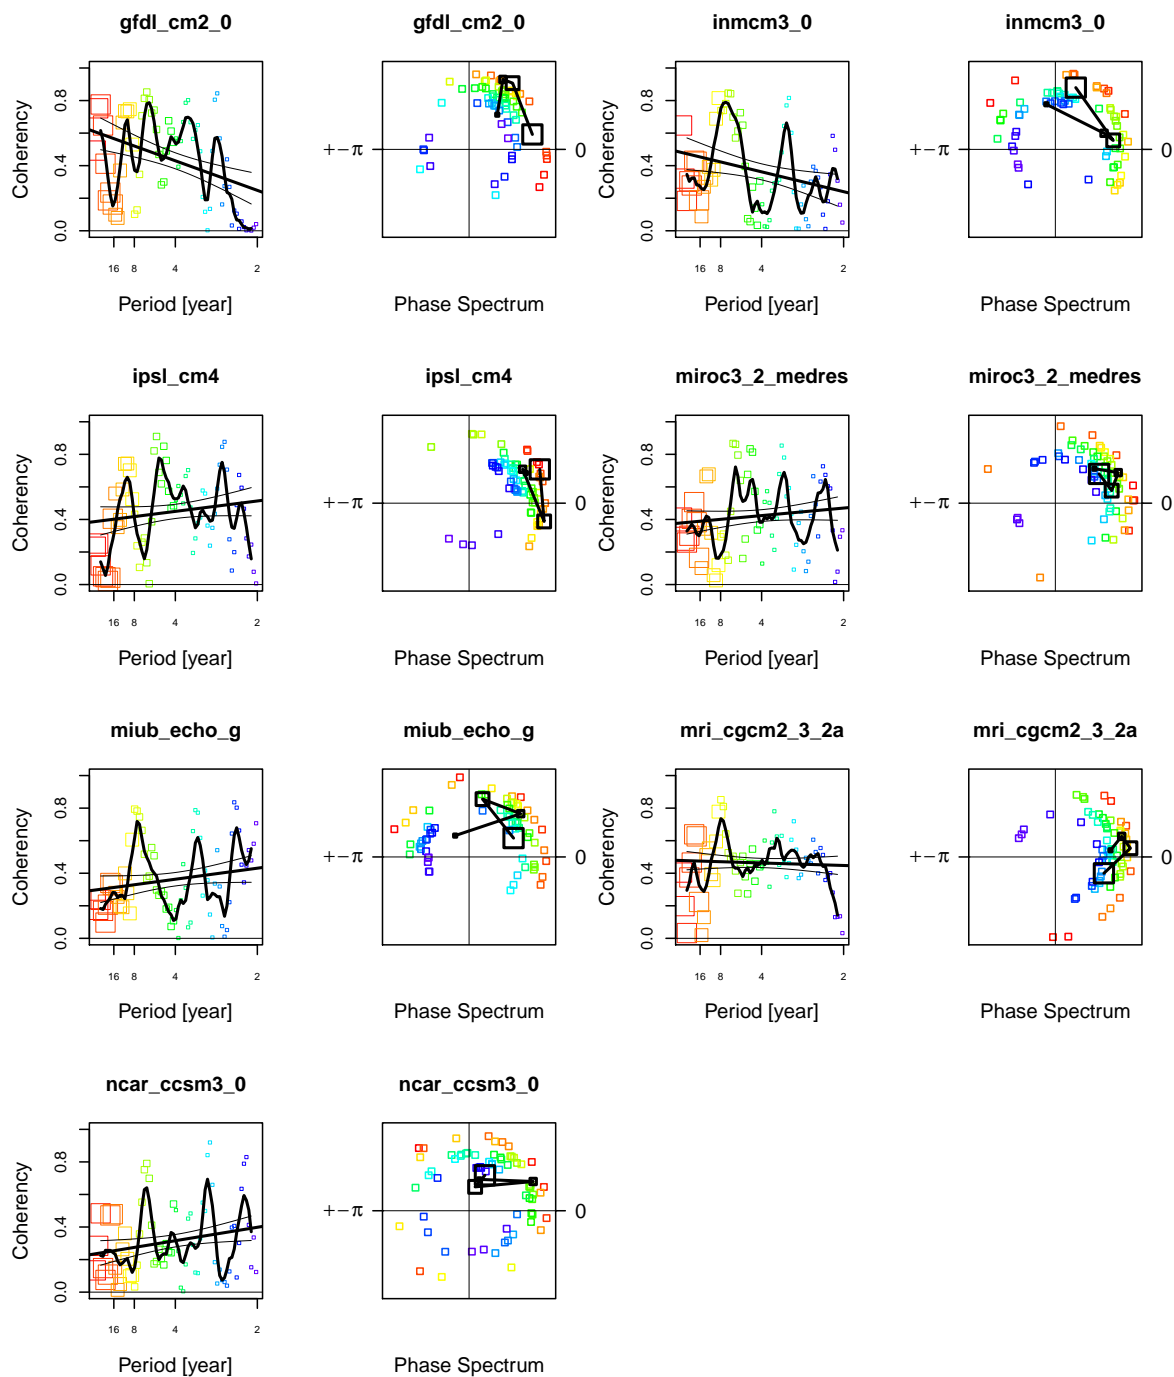 gfdl_cm2_0 gfdl_cm2_0 inmcm3_0 inmcm3_0
Coherency 0.0 0.4 0.8 +−π 0 Coherency 0.0 0.4 0.8 +−π 0
16 8 4 2 16 8 4 2
Period [year] Phase Spectrum Period [year] Phase Spectrum
ipsl_cm4 ipsl_cm4 miroc3_2_medres miroc3_2_medres
Coherency 0.0 0.4 0.8 +−π 0 Coherency 0.0 0.4 0.8 +−π 0
16 8 4 2 16 8 4 2
Period [year] Phase Spectrum Period [year] Phase Spectrum
miub_echo_g miub_echo_g mri_cgcm2_3_2a mri_cgcm2_3_2a
Coherency 0.0 0.4 0.8 +−π 0 Coherency 0.0 0.4 0.8 +−π 0
16 8 4 2 16 8 4 2
Period [year] Phase Spectrum Period [year] Phase Spectrum
ncar_ccsm3_0 ncar_ccsm3_0
Coherency 0.0 0.4 0.8 +−π 0
16 8 4 2
Period [year] Phase Spectrum